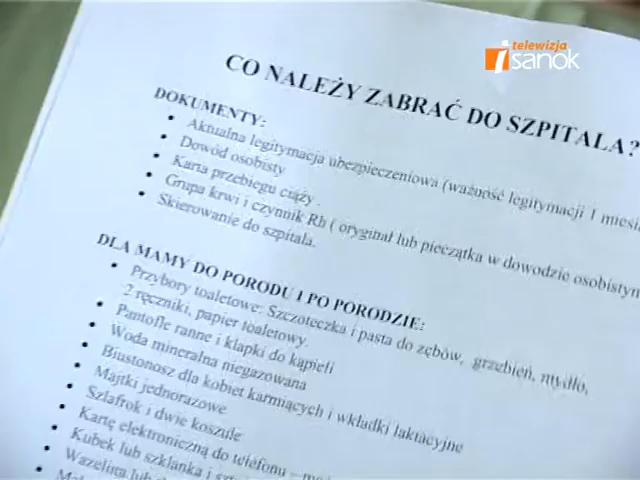 telewizja
isanok
CO NALEŻY ZABRAĆ DO SZPITALA?
DOKUMENTY:
Aktualna legitymacja ubezpieczeniowa (ważność legitymacji 1
Dowód osobisty
Karta przebiegu ciąży .
Grupa krwi i czynnik Rh ( oryginał lub pieczątka w dowodzie osobistym
Skierowanie do szpitala.
DLA MAMY DO PORODU I PO PORODZIE:
Przybory toaletowe: Szczoteczka i pasta do zębów, grzebień, mydło,
2 ręczniki, papier toaletowy.
Pantofle ranne i klapki do kąpieli
Woda mineralna niegazowana
Biustonosz dla kobiet karmiących i wkładki laktacyjne
Majtki jednorazowe
Szlafrok i dwie koszule
Kartę elektroniczną do telefonu –
Kubek lub szklanka i
Wazelina lub